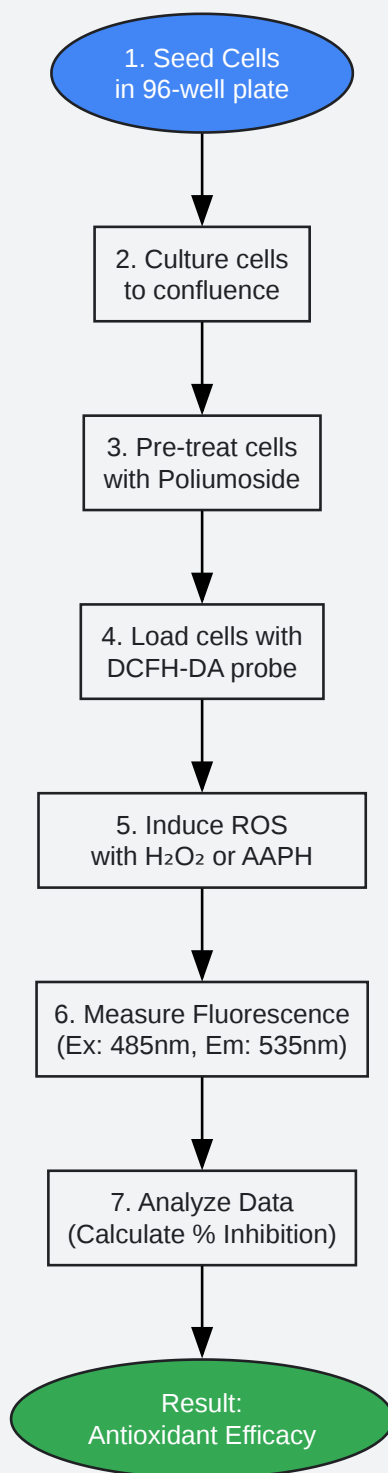 1. Seed Cells
in 96-well plate
2. Culture cells
to confluence
3. Pre-treat cells
with Poliumoside
4. Load cells with
DCFH-DA probe
5. Induce ROS
with H₂O₂ or AAPH
6. Measure Fluorescence
(Ex: 485nm, Em: 535nm)
7. Analyze Data
(Calculate % Inhibition)
Result:
Antioxidant Efficacy